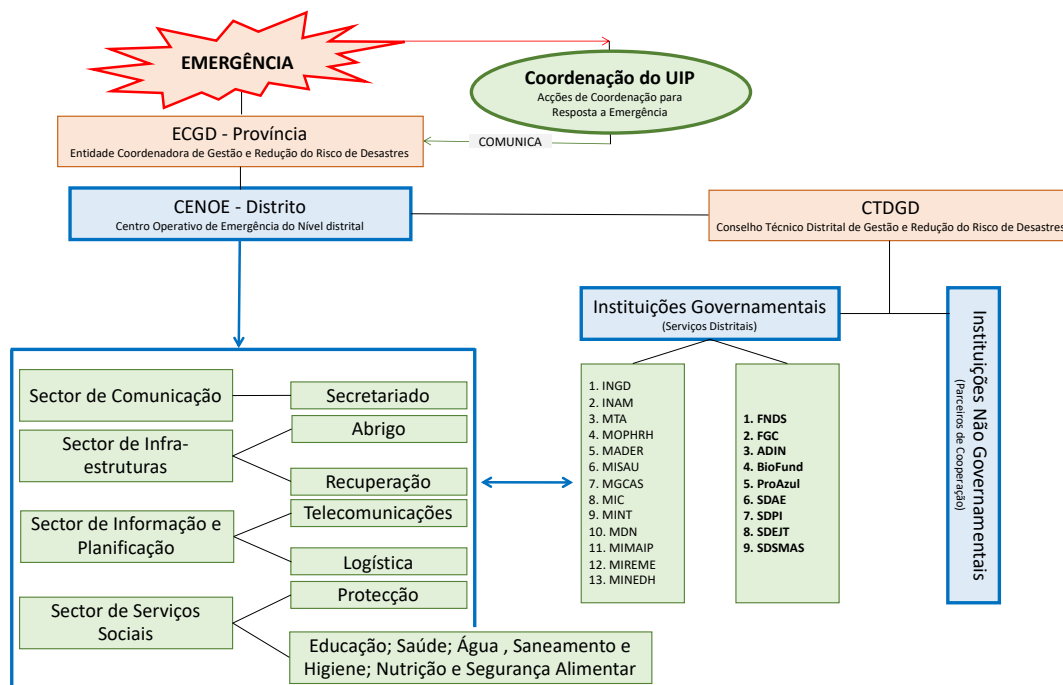 EMERGÊNCIA
Coordenação do UIP
Acções de Coordenação para
Resposta a Emergência
COMUNICA
ECGD - Província
Entidade Coordenadora de Gestão e Redução do Risco de Desastres
CENOE - Distrito
Centro Operativo de Emergência do Nível distrital
CTDGD
Conselho Técnico Distrital de Gestão e Redução do Risco de Desastres
Instituições Governamentais
(Serviços Distritais)
Instituições Não Governamentais
(Parceiros de Cooperação)
Sector de Comunicação
Secretariado
Sector de Infra-
estruturas
Abrigo
Recuperação
Sector de Informação e
Planificação
Telecomunicações
Logística
Sector de Serviços
Sociais
Protecção
Educação; Saúde; Água , Saneamento e
Higiene; Nutrição e Segurança Alimentar
1. INGD
2. INAM
3. MTA
4. MOPHRH
5. MADER
6. MISAU
7. MGCAS
8. MIC
9. MINT
10. MDN
11. MIMAIP
12. MIREME
13. MINEDH
1. FNDS
2. FGC
3. ADIN
4. BioFund
5. ProAzul
6. SDAE
7. SDPI
8. SDEJT
9. SDSMAS